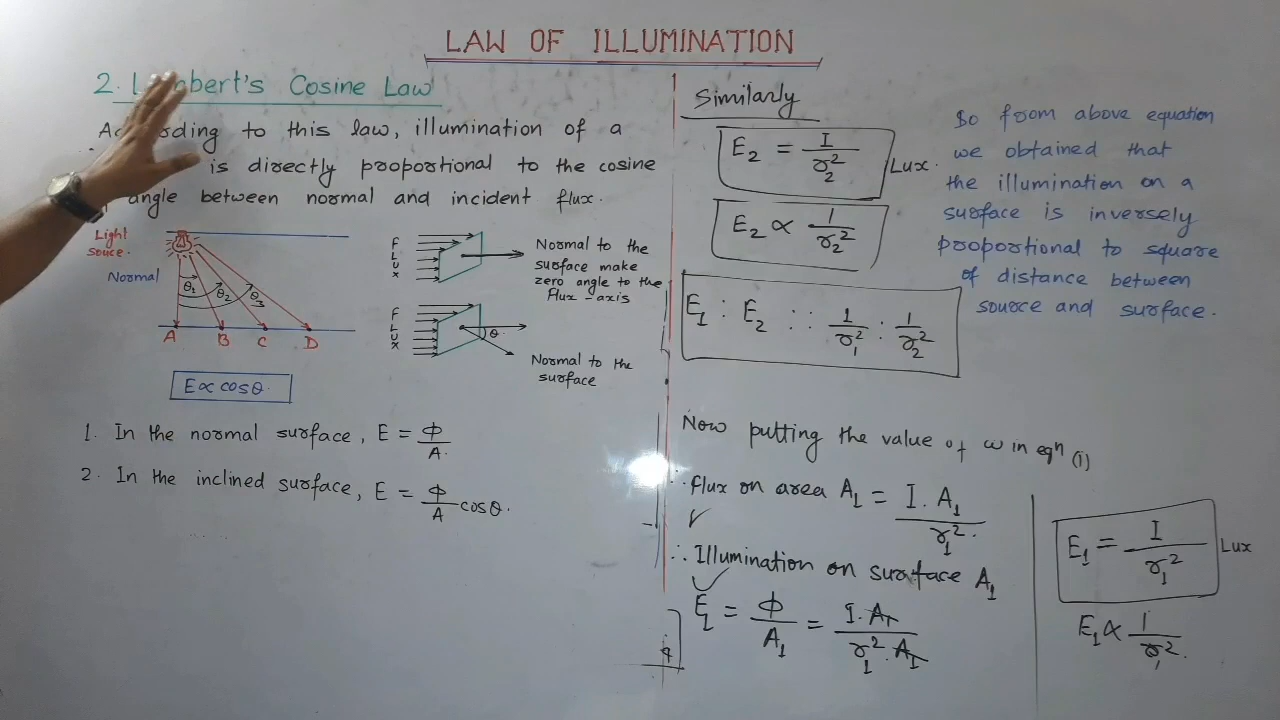 LAW OF ILLUMINATION
2. Cosine Law
to this law, illumination of a
is directly proportional to the cosine
angle between normal and incident flux.
Light
souce.
Normal
θ1 θ2 θ3
A B C D
E ∝ cosθ.
FLUX
Normal to the
surface make
zero angle to the
flux-axis
FLUX
θ
Normal to the
surface
1. In the normal surface, E = Φ/A.
2. In the inclined surface, E = Φ/A cosθ.
Similarly
E2 = I/r2² Lux.
E2 ∝ 1/r2²
E1 : E2 :: 1/r1² : 1/r2²
So from above equation
we obtained that
the illumination on a
surface is inversely
proportional to square
of distance between
source and surface.
Now putting the value of ω in eqⁿ (1)
∴ flux on area A1 = I.A1/r1².
∴ Illumination on surface A1
E1 = Φ/A1 = I.A1/r1².A1
E1 = I/r1² Lux
E1 ∝ 1/r1².